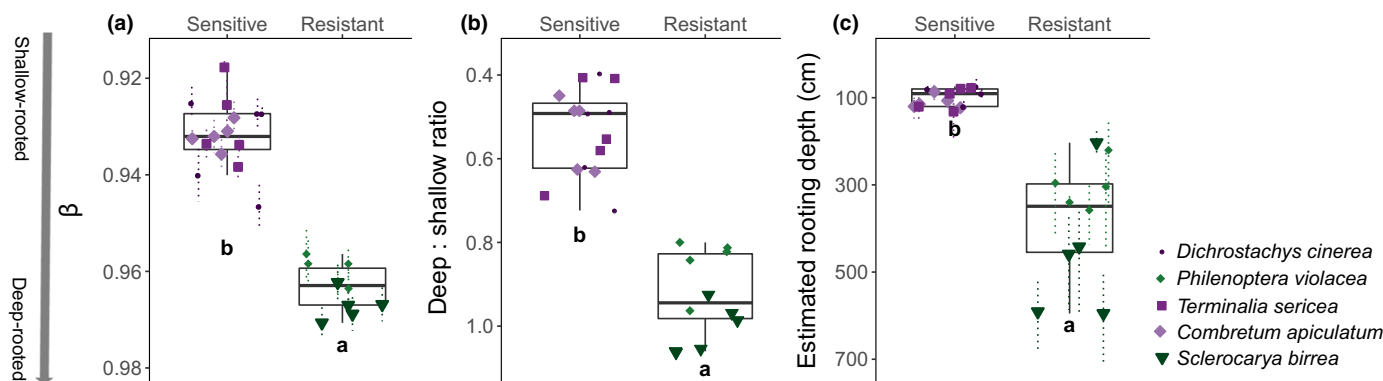 (a)
Sensitive
Resistant
Shallow-rooted
Deep-rooted
β
0.92
0.94
0.96
0.98
b
a
(b)
Sensitive
Resistant
Deep : shallow ratio
0.4
0.6
0.8
1.0
b
a
(c)
Sensitive
Resistant
Estimated rooting depth (cm)
100
300
500
700
b
a
Dichrostachys cinerea
Philenoptera violacea
Terminalia sericea
Combretum apiculatum
Sclerocarya birrea